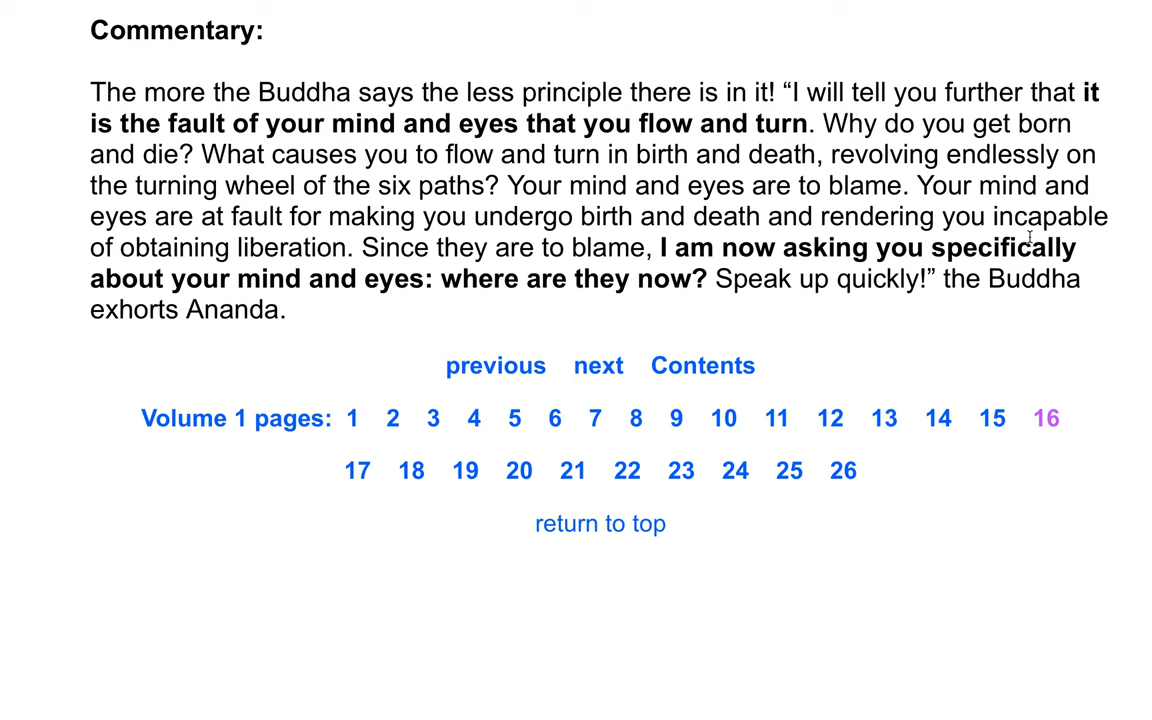 Commentary:
The more the Buddha says the less principle there is in it! “I will tell you further that it
is the fault of your mind and eyes that you flow and turn. Why do you get born
and die? What causes you to flow and turn in birth and death, revolving endlessly on
the turning wheel of the six paths? Your mind and eyes are to blame. Your mind and
eyes are at fault for making you undergo birth and death and rendering you incapable
of obtaining liberation. Since they are to blame, I am now asking you specifically
about your mind and eyes: where are they now? Speak up quickly!” the Buddha
exhorts Ananda.
previous next Contents
Volume 1 pages: 1 2 3 4 5 6 7 8 9 10 11 12 13 14 15 16
17 18 19 20 21 22 23 24 25 26
return to top